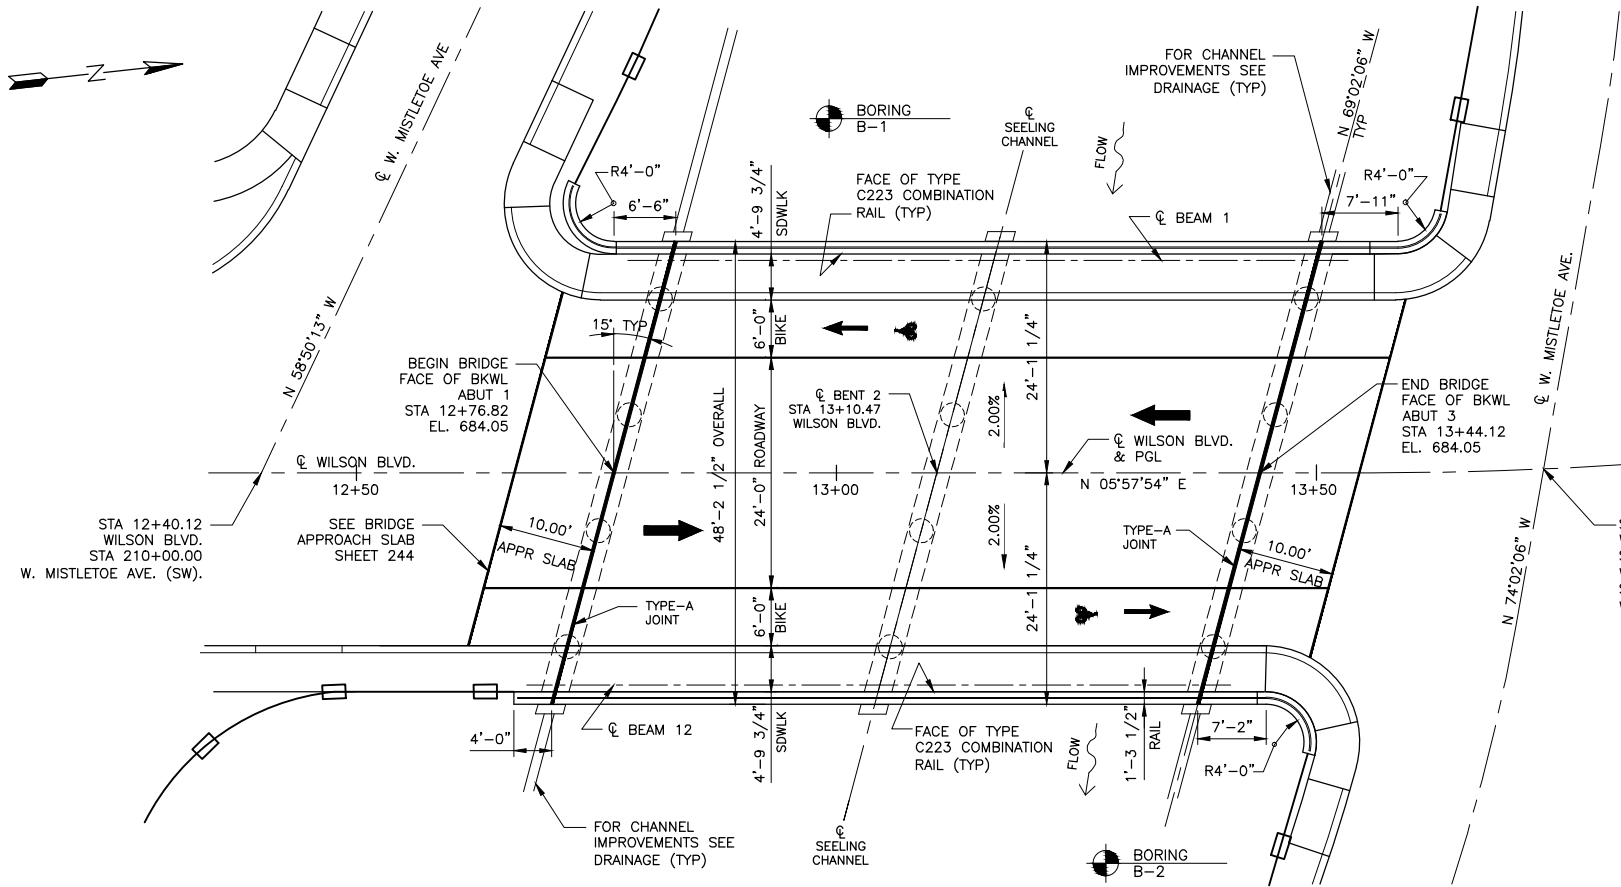 N
℄ W. MISTLETOE AVE
N 58°50'13" W
BORING
B-1
℄
SEELING
CHANNEL
FLOW
FOR CHANNEL
IMPROVEMENTS SEE
DRAINAGE (TYP)
N 69°02'06" W
TYP
R4'-0"
6'-6"
4'-9 3/4"
SDWLK
FACE OF TYPE
C223 COMBINATION
RAIL (TYP)
℄ BEAM 1
R4'-0"
7'-11"
℄ W. MISTLETOE AVE.
15° TYP
6'-0"
BIKE
24'-1 1/4"
BEGIN BRIDGE
FACE OF BKWL
ABUT 1
STA 12+76.82
EL. 684.05
48'-2 1/2" OVERALL
24'-0" ROADWAY
℄ BENT 2
STA 13+10.47
WILSON BLVD.
2.00%
END BRIDGE
FACE OF BKWL
ABUT 3
STA 13+44.12
EL. 684.05
℄ WILSON BLVD.
& PGL
℄ WILSON BLVD.
12+50
13+00
N 05°57'54" E
13+50
STA 12+40.12
WILSON BLVD.
STA 210+00.00
W. MISTLETOE AVE. (SW).
SEE BRIDGE
APPROACH SLAB
SHEET 244
10.00'
APPR SLAB
2.00%
TYPE-A
JOINT
10.00'
APPR SLAB
N 74°02'06" W
TYPE-A
JOINT
6'-0"
BIKE
24'-1 1/4"
4'-0"
℄ BEAM 12
4'-9 3/4"
SDWLK
FACE OF TYPE
C223 COMBINATION
RAIL (TYP)
FLOW
1'-3 1/2"
RAIL
7'-2"
R4'-0"
FOR CHANNEL
IMPROVEMENTS SEE
DRAINAGE (TYP)
℄
SEELING
CHANNEL
BORING
B-2